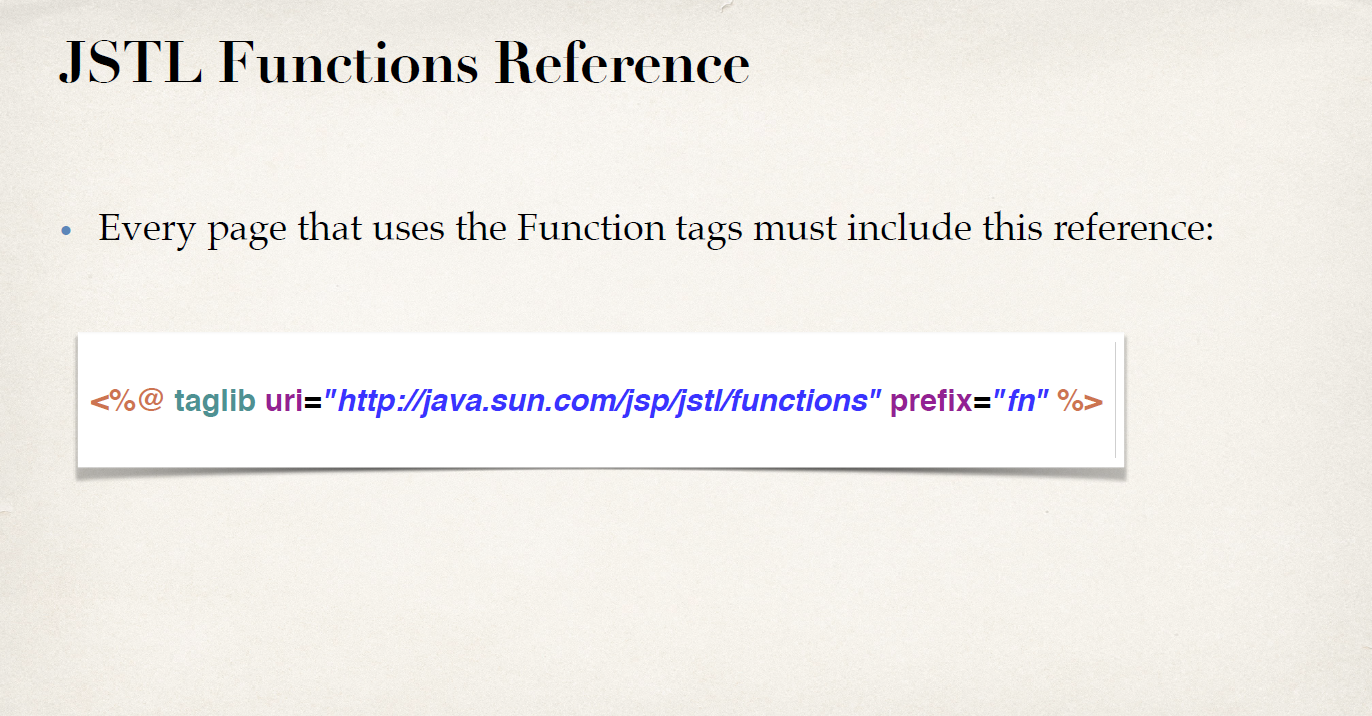 JSTL Functions Reference
• Every page that uses the Function tags must include this reference:
<%@ taglib uri="http://java.sun.com/jsp/jstl/functions" prefix="fn" %>